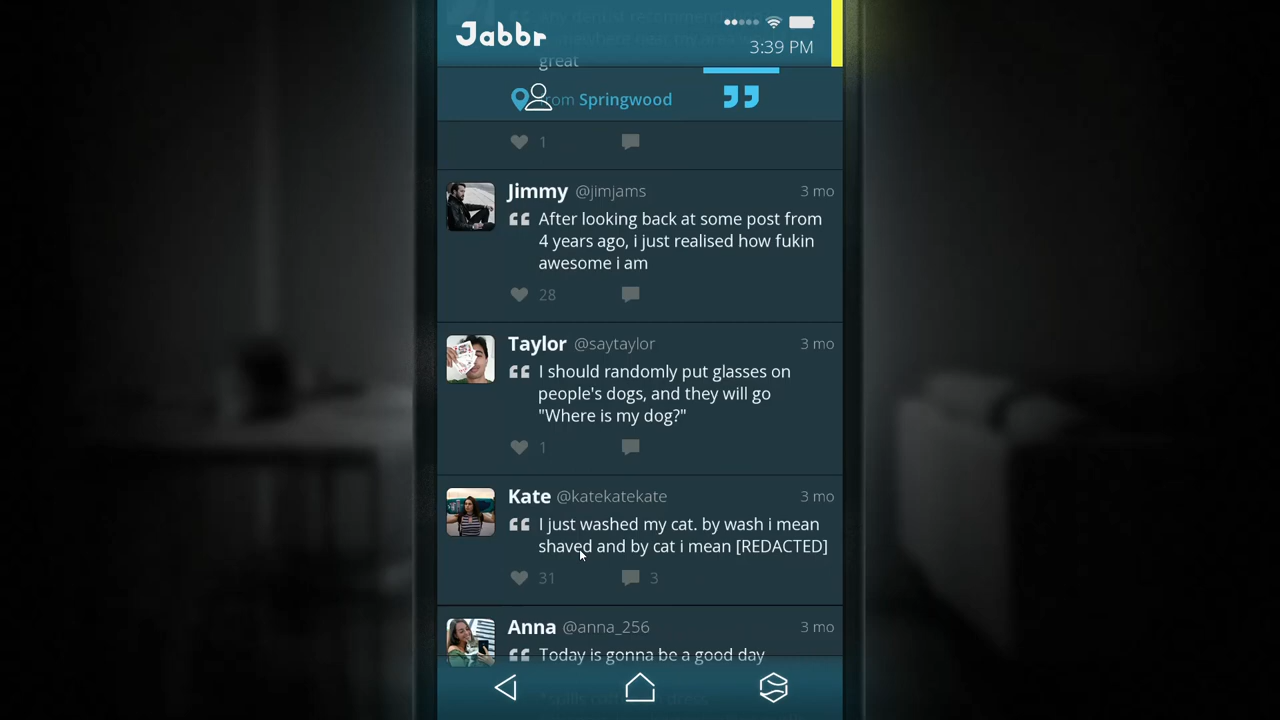 Jabbr
3:39 PM
great
from Springwood
1
Jimmy @jimjams 3 mo
After looking back at some post from
4 years ago, i just realised how fukin
awesome i am
28
Taylor @saytaylor 3 mo
I should randomly put glasses on
people's dogs, and they will go
"Where is my dog?"
1
Kate @katekatekate 3 mo
I just washed my cat. by wash i mean
shaved and by cat i mean [REDACTED]
31 3
Anna @anna_256 3 mo
Today is gonna be a good day